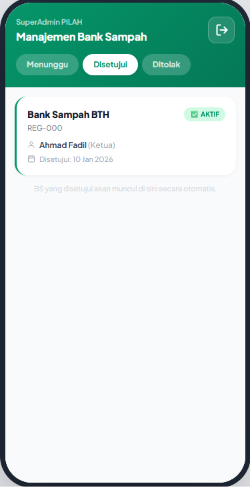 SuperAdmin PILAH
Manajemen Bank Sampah
Menunggu
Disetujui
Ditolak
Bank Sampah BTH
✅ AKTIF
REG-000
Ahmad Fadil (Ketua)
Disetujui: 10 Jan 2026
BS yang disetujui akan muncul di sini secara otomatis.